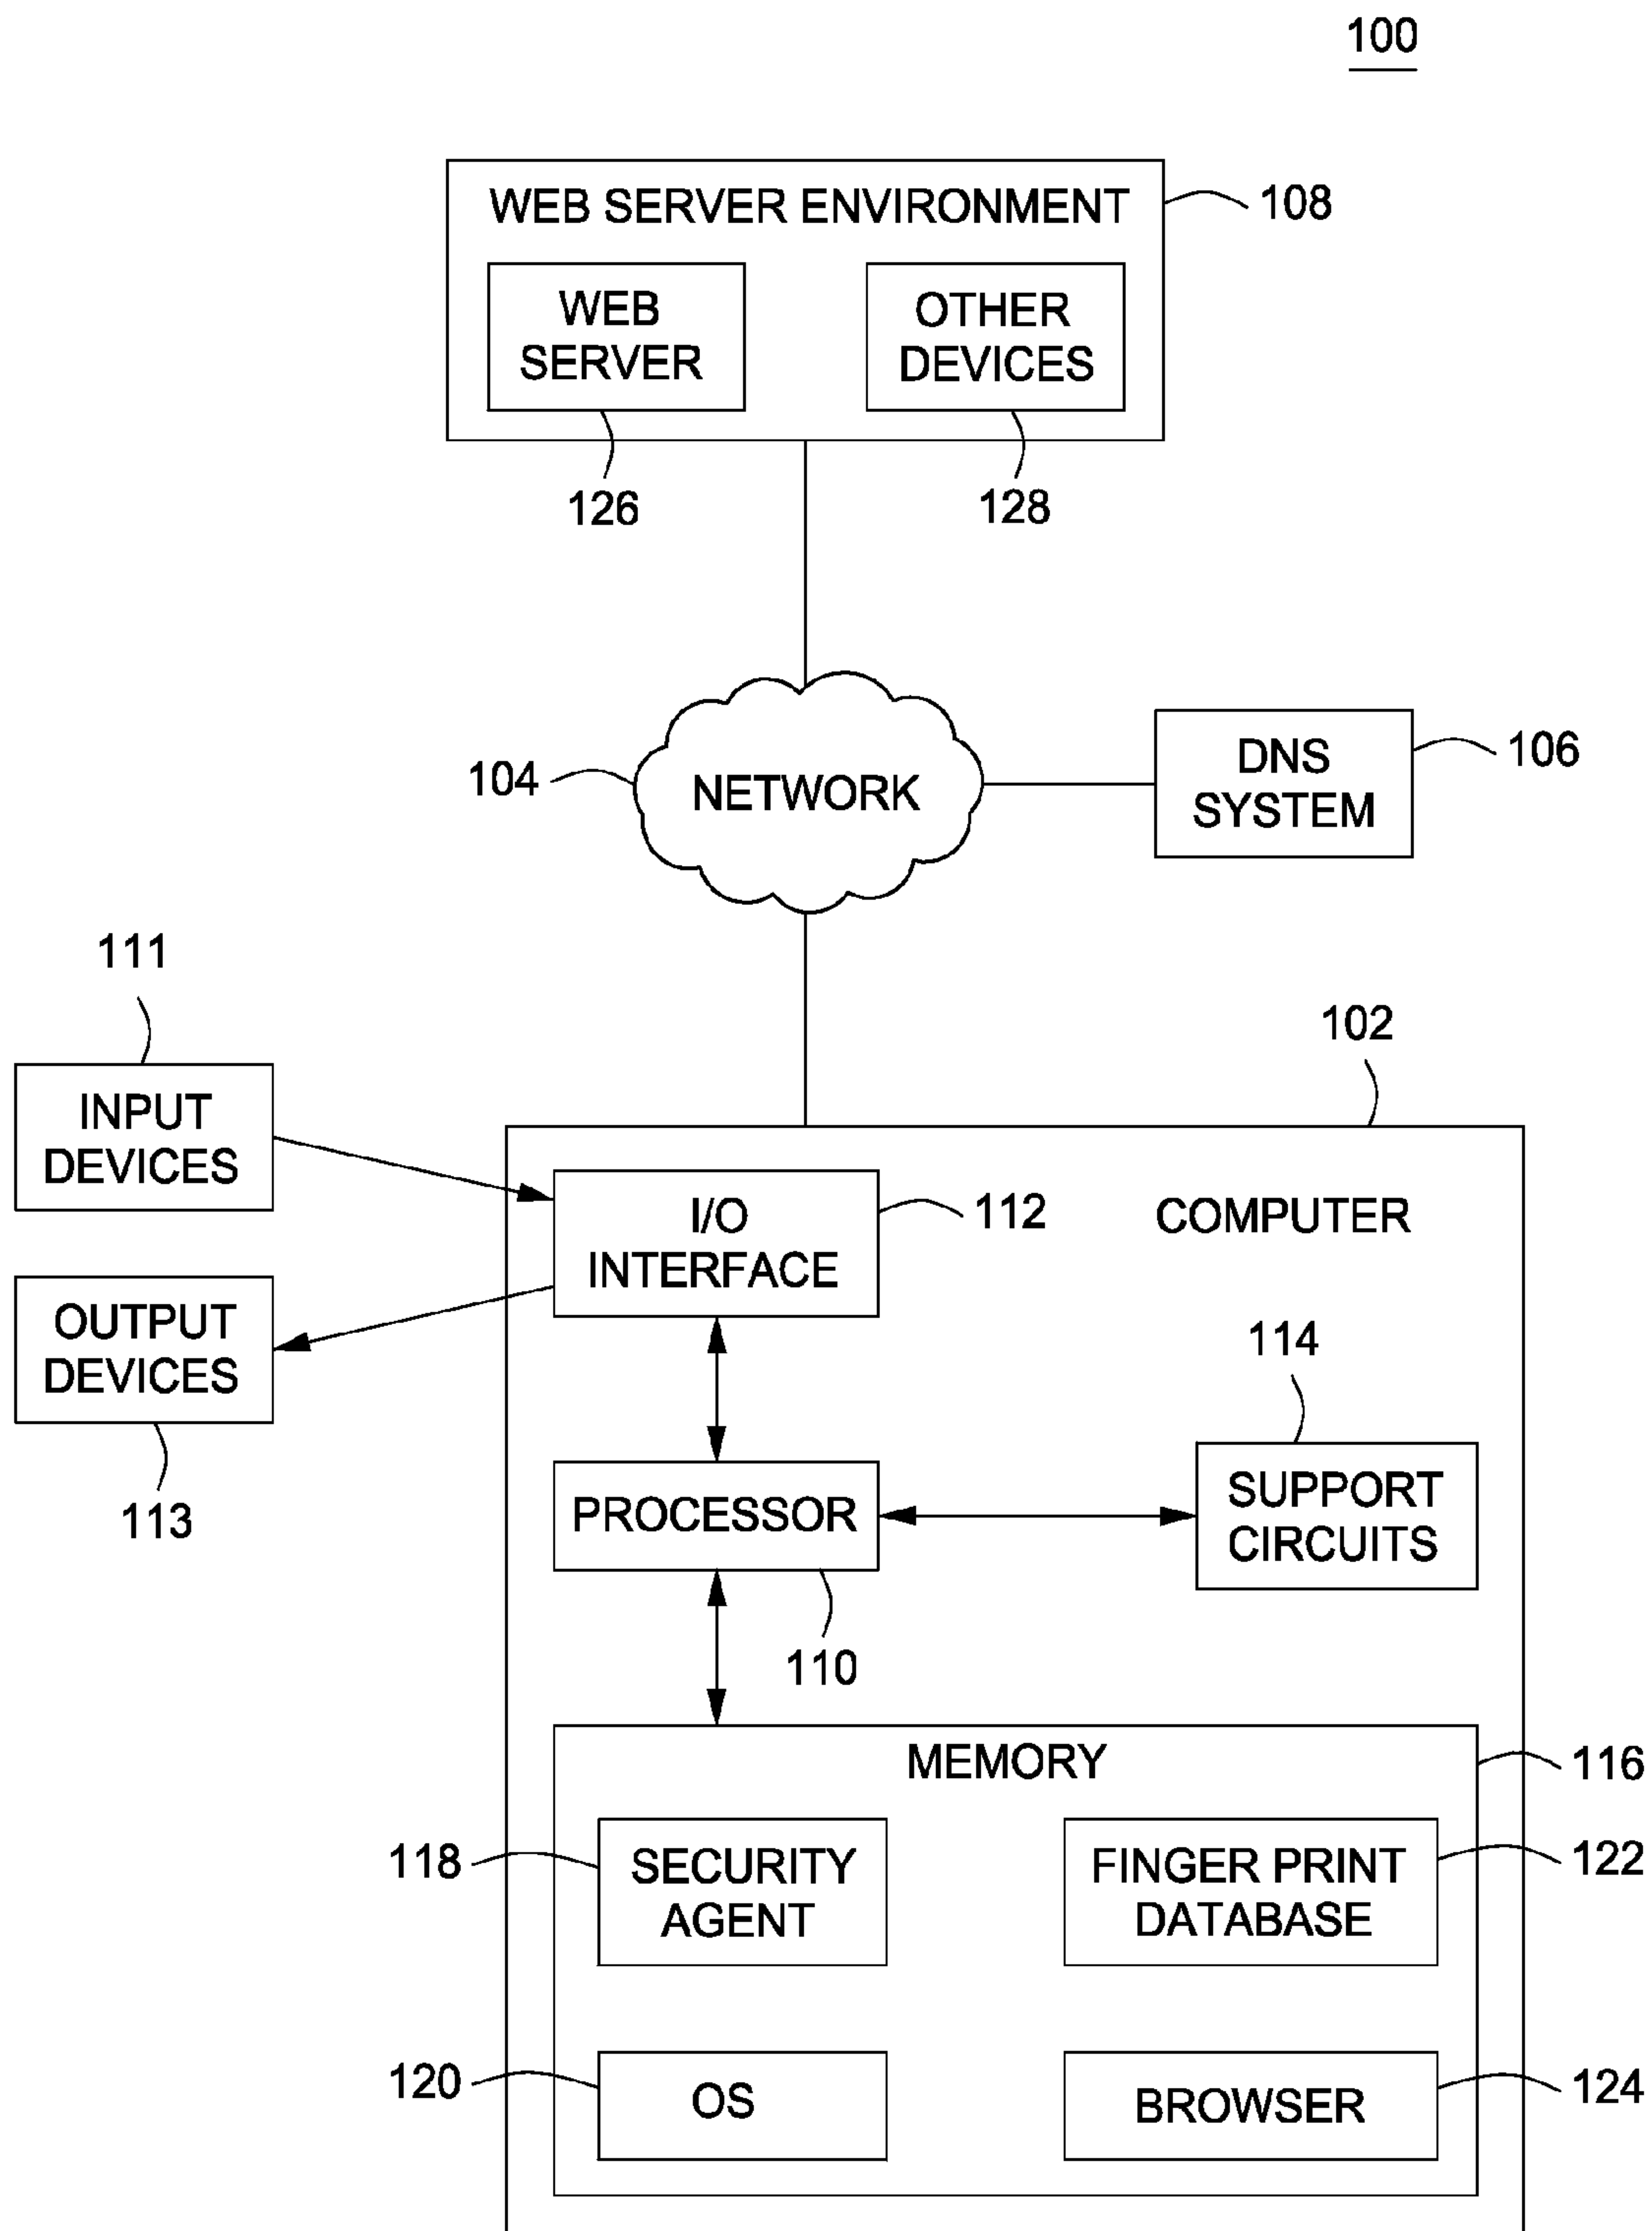 100
WEB SERVER ENVIRONMENT
108
WEB
SERVER
OTHER
DEVICES
126
128
104
NETWORK
DNS
SYSTEM
106
111
INPUT
DEVICES
102
I/O
INTERFACE
112
COMPUTER
OUTPUT
DEVICES
113
114
PROCESSOR
SUPPORT
CIRCUITS
110
MEMORY
116
118
SECURITY
AGENT
FINGER PRINT
DATABASE
122
120
OS
BROWSER
124